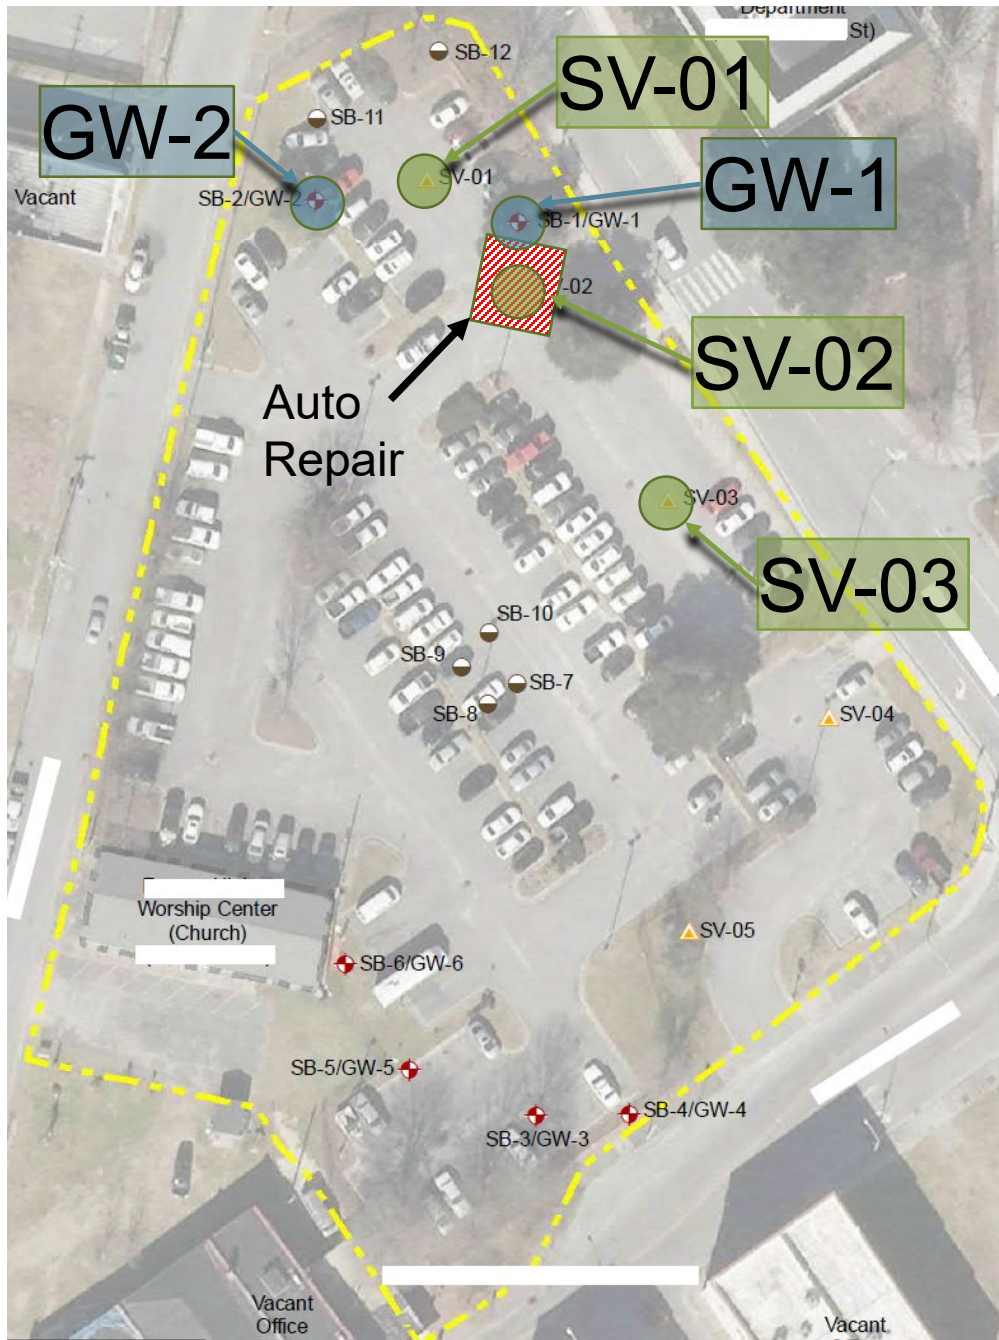 Department
St)
SB-12
SV-01
SB-11
GW-2
GW-1
Vacant
SB-2/GW-2
SV-01
SB-1/GW-1
-02
SV-02
Auto
Repair
SV-03
SV-03
SB-10
SB-9
SB-7
SB-8
SV-04
Worship Center
(Church)
SV-05
SB-6/GW-6
SB-5/GW-5
SB-4/GW-4
SB-3/GW-3
Vacant
Office
Vacant